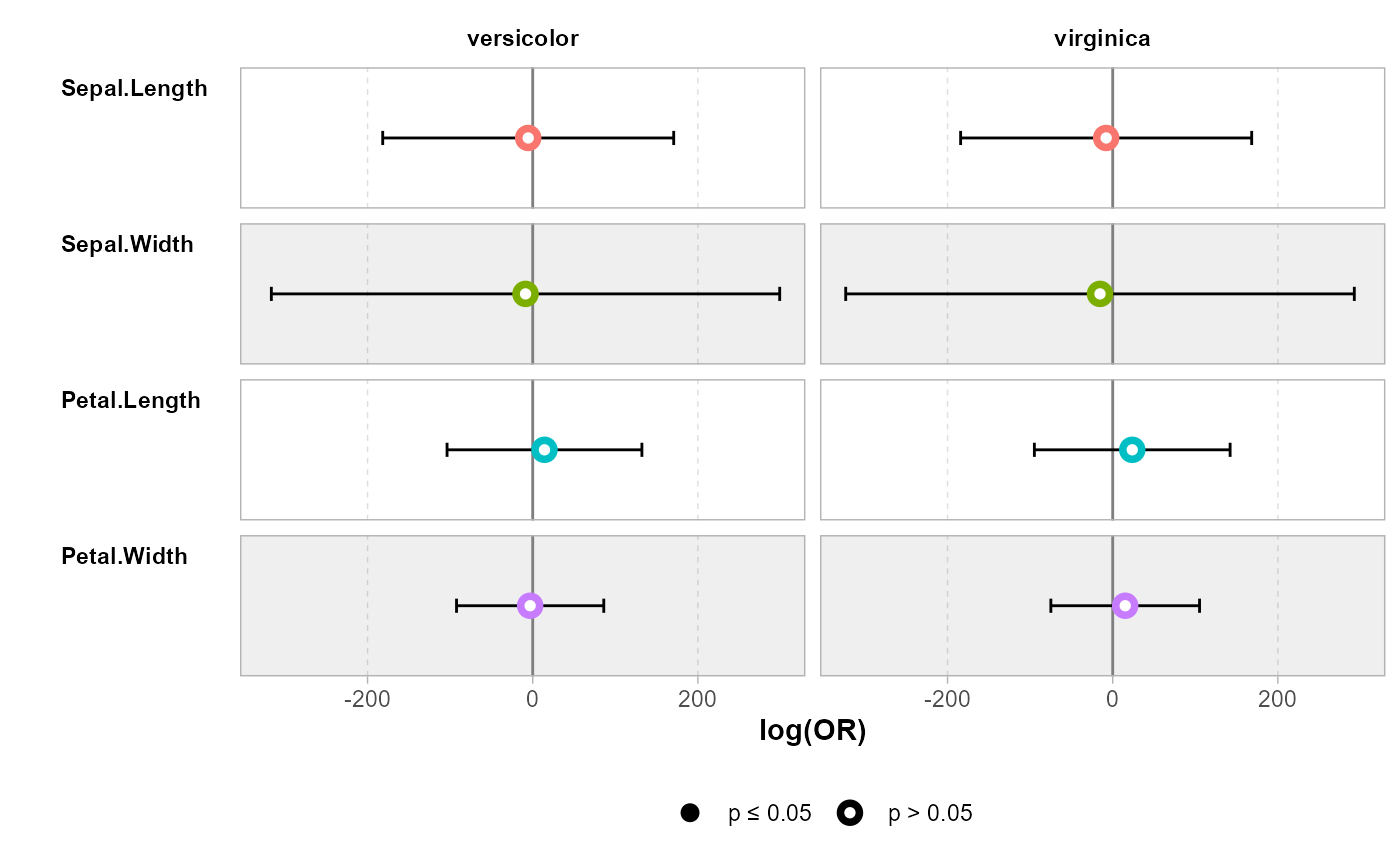 versicolor virginica
Sepal.Length
Sepal.Width
Petal.Length
Petal.Width
-200 0 200 -200 0 200
log(OR)
p ≤ 0.05 p > 0.05